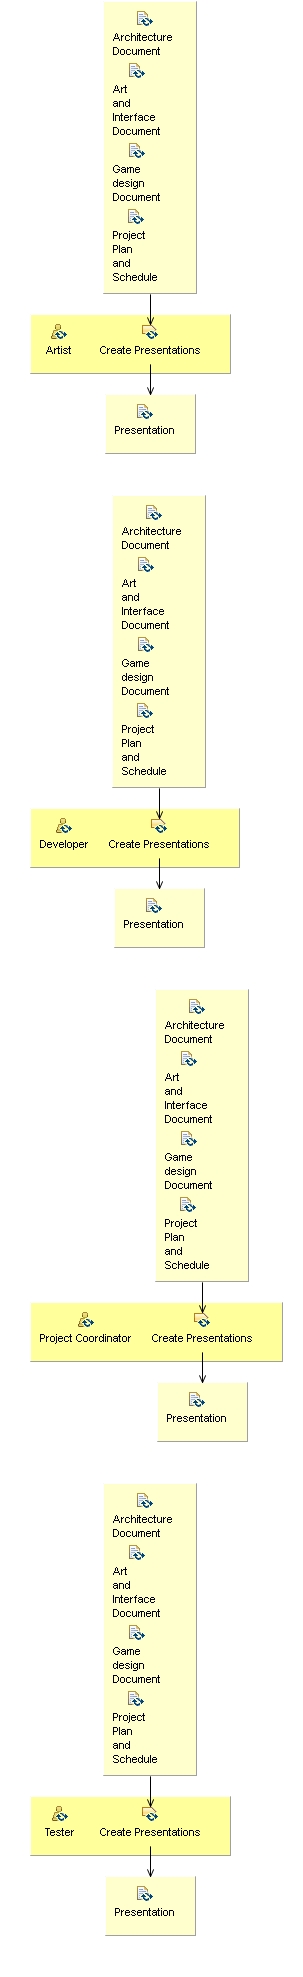 Architecture
Document
Art
and
Interface
Document
Game
design
Document
Project
Plan
and
Schedule
Artist Create Presentations
Presentation
Architecture
Document
Art
and
Interface
Document
Game
design
Document
Project
Plan
and
Schedule
Developer Create Presentations
Presentation
Architecture
Document
Art
and
Interface
Document
Game
design
Document
Project
Plan
and
Schedule
Project Coordinator Create Presentations
Presentation
Architecture
Document
Art
and
Interface
Document
Game
design
Document
Project
Plan
and
Schedule
Tester Create Presentations
Presentation